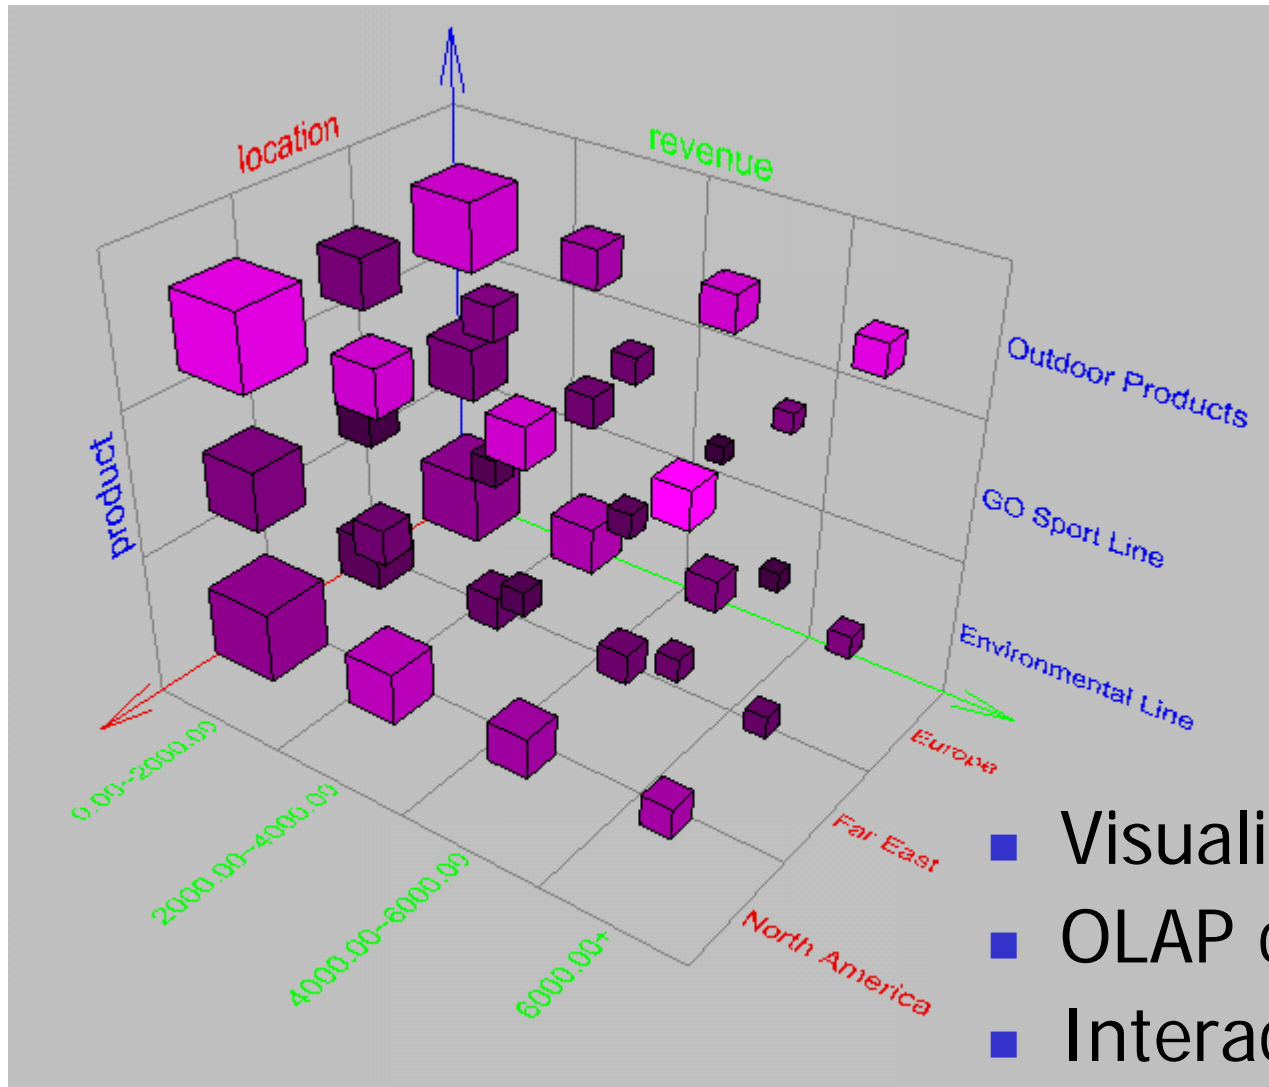 location
revenue
product
Outdoor Products
GO Sport Line
Environmental Line
Europe
Far East
North America
0.00~2000.00
2000.00~4000.00
4000.00~6000.00
6000.00+
■ Visuali
■ OLAP
■ Interac